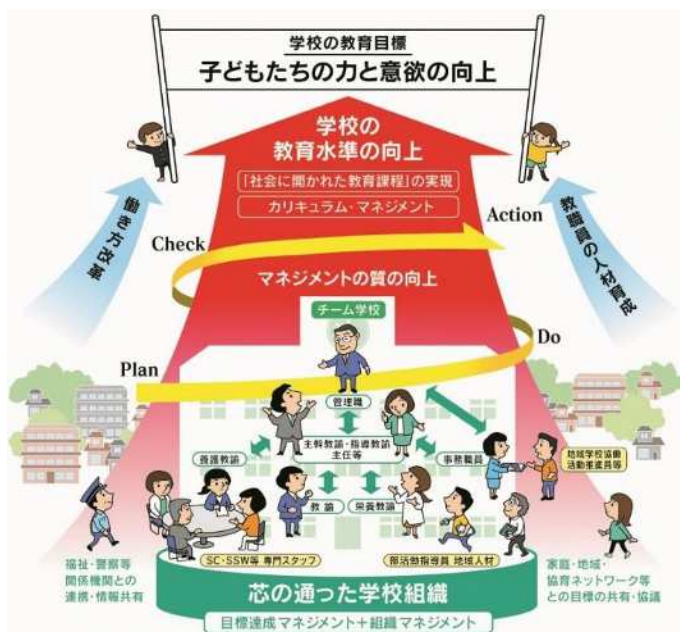 学校の教育目標
子どもたちの力と意欲の向上
学校の
教育水準の向上
「社会に開かれた教育課程」の実現
カリキュラム・マネジメント
働き方改革
教職員の人材育成
Check
Action
マネジメントの質の向上
チーム学校
Plan
Do
管理職
主幹教諭・指導教諭
主任等
養護教諭
事務職員
地域学校協働
活動推進員等
教諭
栄養教諭
SC・SSW等 専門スタッフ
部活動指導員 地域人材
福祉・警察等
関係機関との
連携・情報共有
家庭・地域・
協育ネットワーク等
との目標の共有・協議
芯の通った学校組織
目標達成マネジメント+組織マネジメント